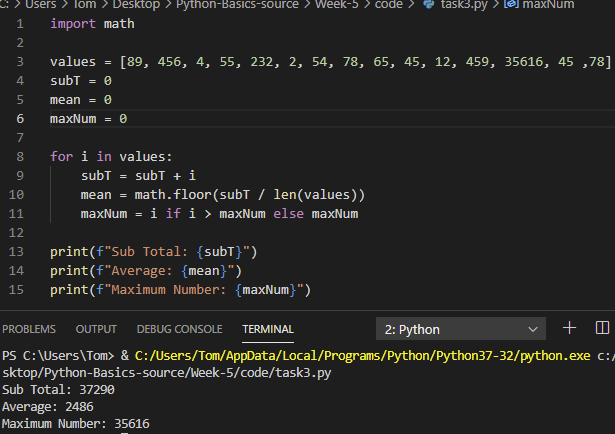 C: > Users > Tom > Desktop > Python-Basics-source > Week-5 > code > task3.py > maxNum
1 import math
2
3 values = [89, 456, 4, 55, 232, 2, 54, 78, 65, 45, 12, 459, 35616, 45 ,78]
4 subT = 0
5 mean = 0
6 maxNum = 0
7
8 for i in values:
9 subT = subT + i
10 mean = math.floor(subT / len(values))
11 maxNum = i if i > maxNum else maxNum
12
13 print(f"Sub Total: {subT}")
14 print(f"Average: {mean}")
15 print(f"Maximum Number: {maxNum}")
PROBLEMS OUTPUT DEBUG CONSOLE TERMINAL 2: Python
PS C:\Users\Tom> & C:/Users/Tom/AppData/Local/Programs/Python/Python37-32/python.exe c:/
sktop/Python-Basics-source/Week-5/code/task3.py
Sub Total: 37290
Average: 2486
Maximum Number: 35616